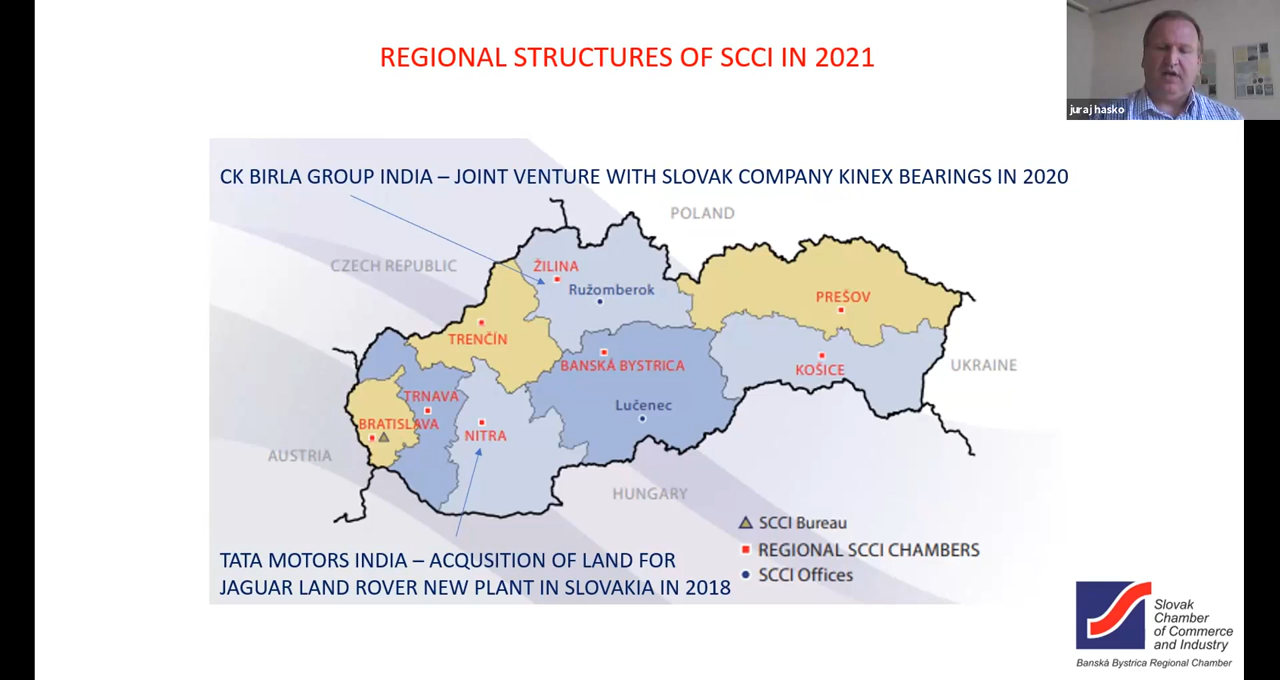 REGIONAL STRUCTURES OF SCCI IN 2021
juraj hasko
CK BIRLA GROUP INDIA – JOINT VENTURE WITH SLOVAK COMPANY KINEX BEARINGS IN 2020
POLAND
CZECH REPUBLIC
ŽILINA
Ružomberok
PREŠOV
TRENČÍN
BANSKÁ BYSTRICA
KOŠICE
UKRAINE
TRNAVA
Lučenec
BRATISLAVA
NITRA
AUSTRIA
HUNGARY
SCCI Bureau
REGIONAL SCCI CHAMBERS
SCCI Offices
TATA MOTORS INDIA – ACQUSITION OF LAND FOR
JAGUAR LAND ROVER NEW PLANT IN SLOVAKIA IN 2018
Slovak
Chamber
of Commerce
and Industry
Banská Bystrica Regional Chamber